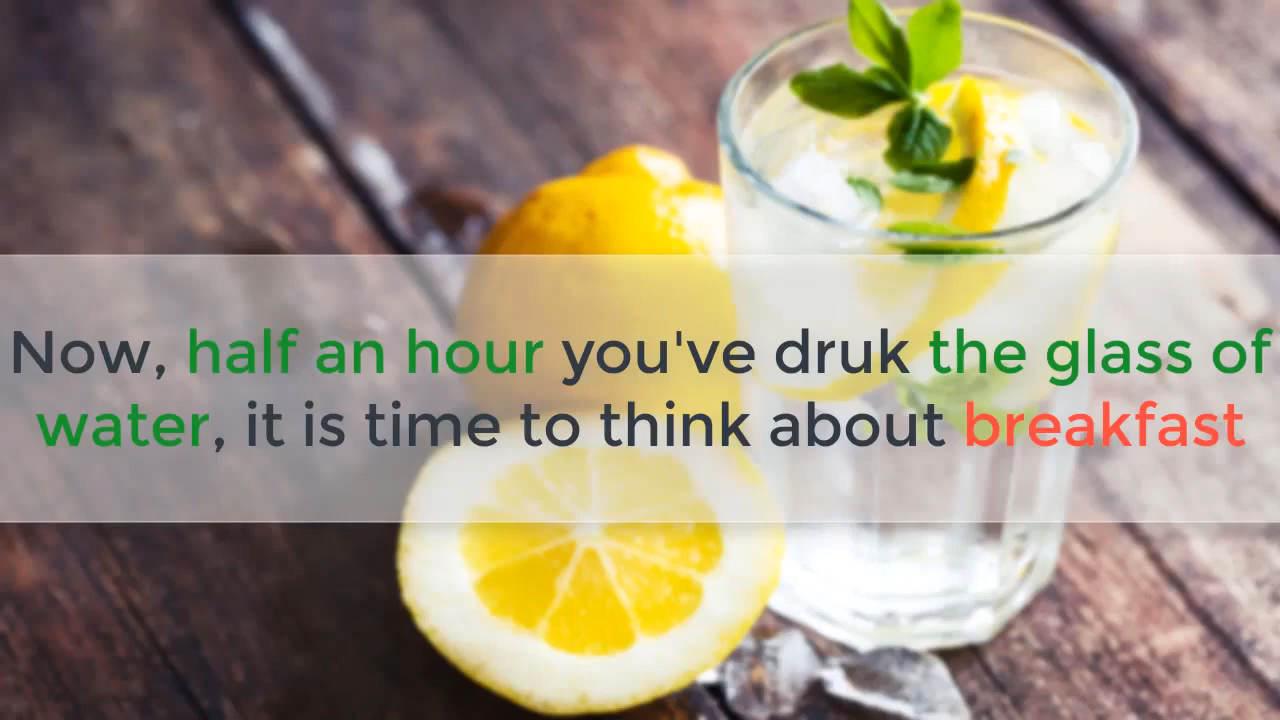 Now, half an hour you've druk the glass of
water, it is time to think about breakfast